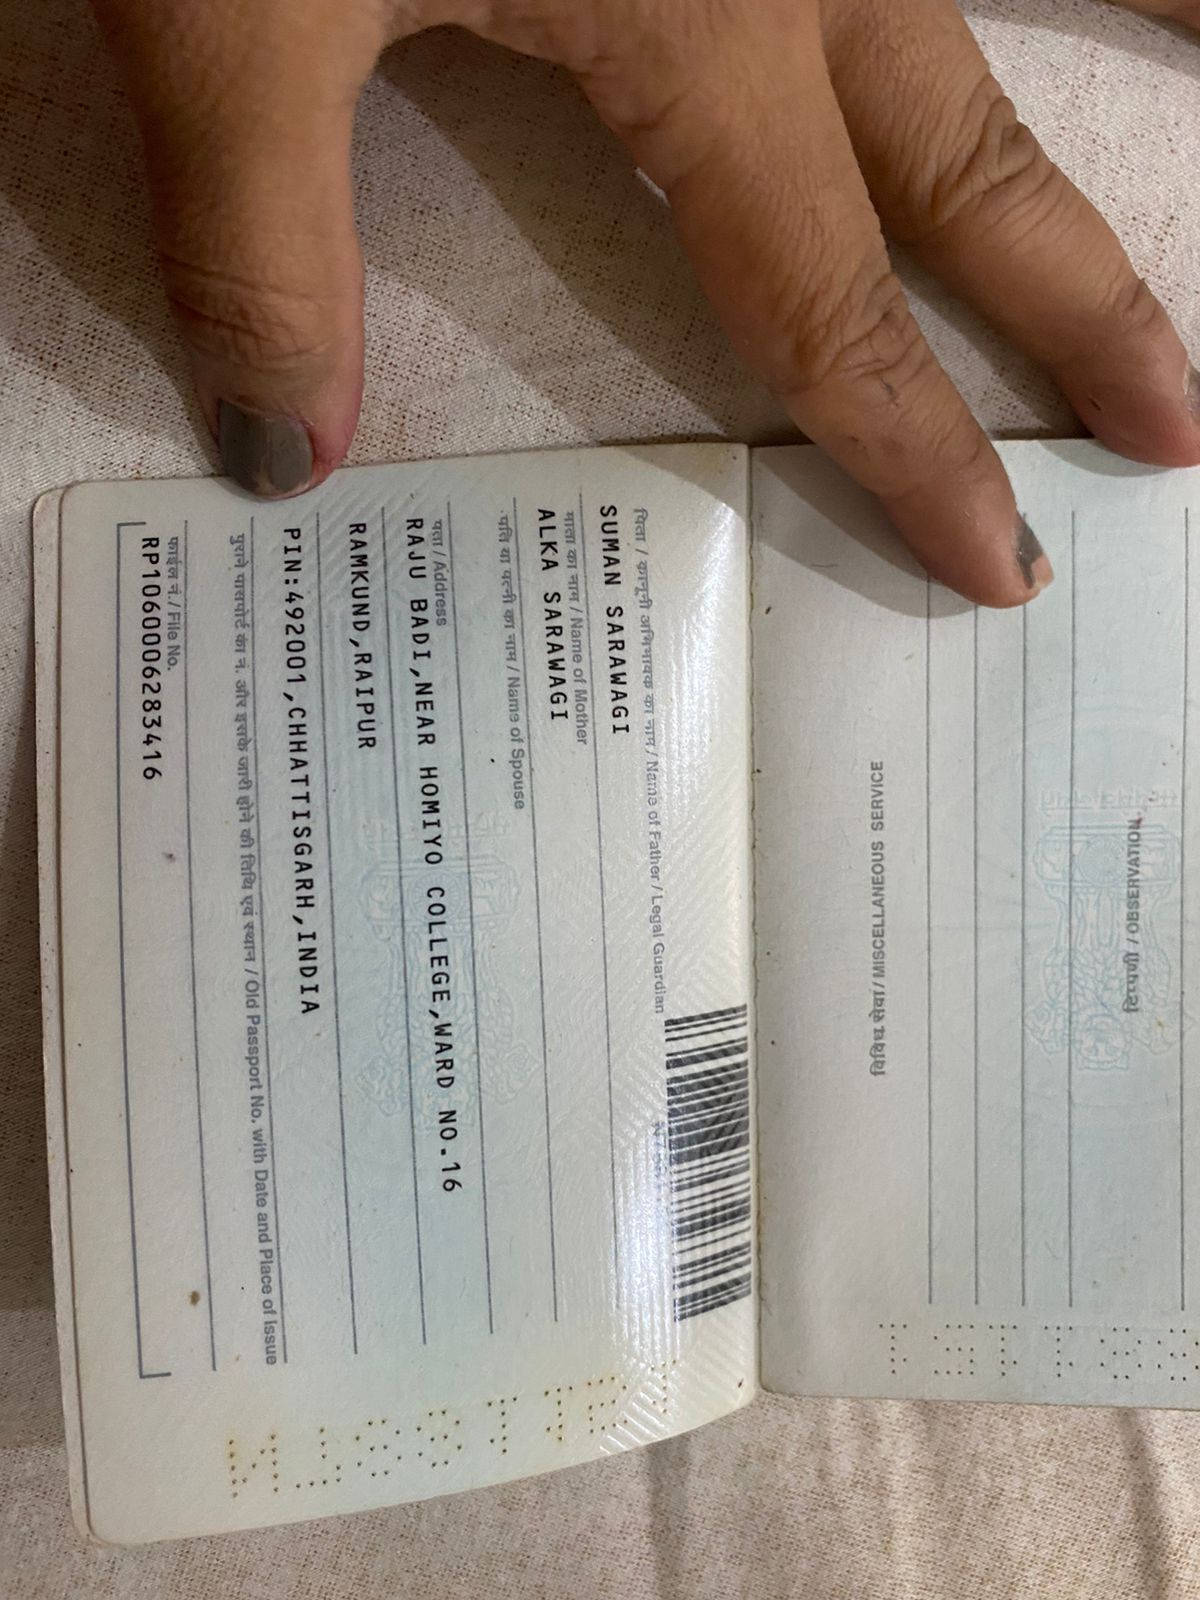 पिता / कानूनी अभिभावक का नाम / Name of Father / Legal Guardian
SUMAN SARAWAGI
माता का नाम / Name of Mother
ALKA SARAWAGI
पति या पत्नी का नाम / Name of Spouse
पता / Address
RAJU BADI,NEAR HOMIYO COLLEGE,WARD NO.16
RAMKUND,RAIPUR
PIN:492001,CHHATTISGARH,INDIA
पुराने पासपोर्ट का नं. और इसके जारी होने की तिथि एवं स्थान / Old Passport No. with Date and Place of Issue
फाईल नं. / File No.
RP1060006283416
विविध सेवा / MISCELLANEOUS SERVICE
टिप्पणी / OBSERVATION